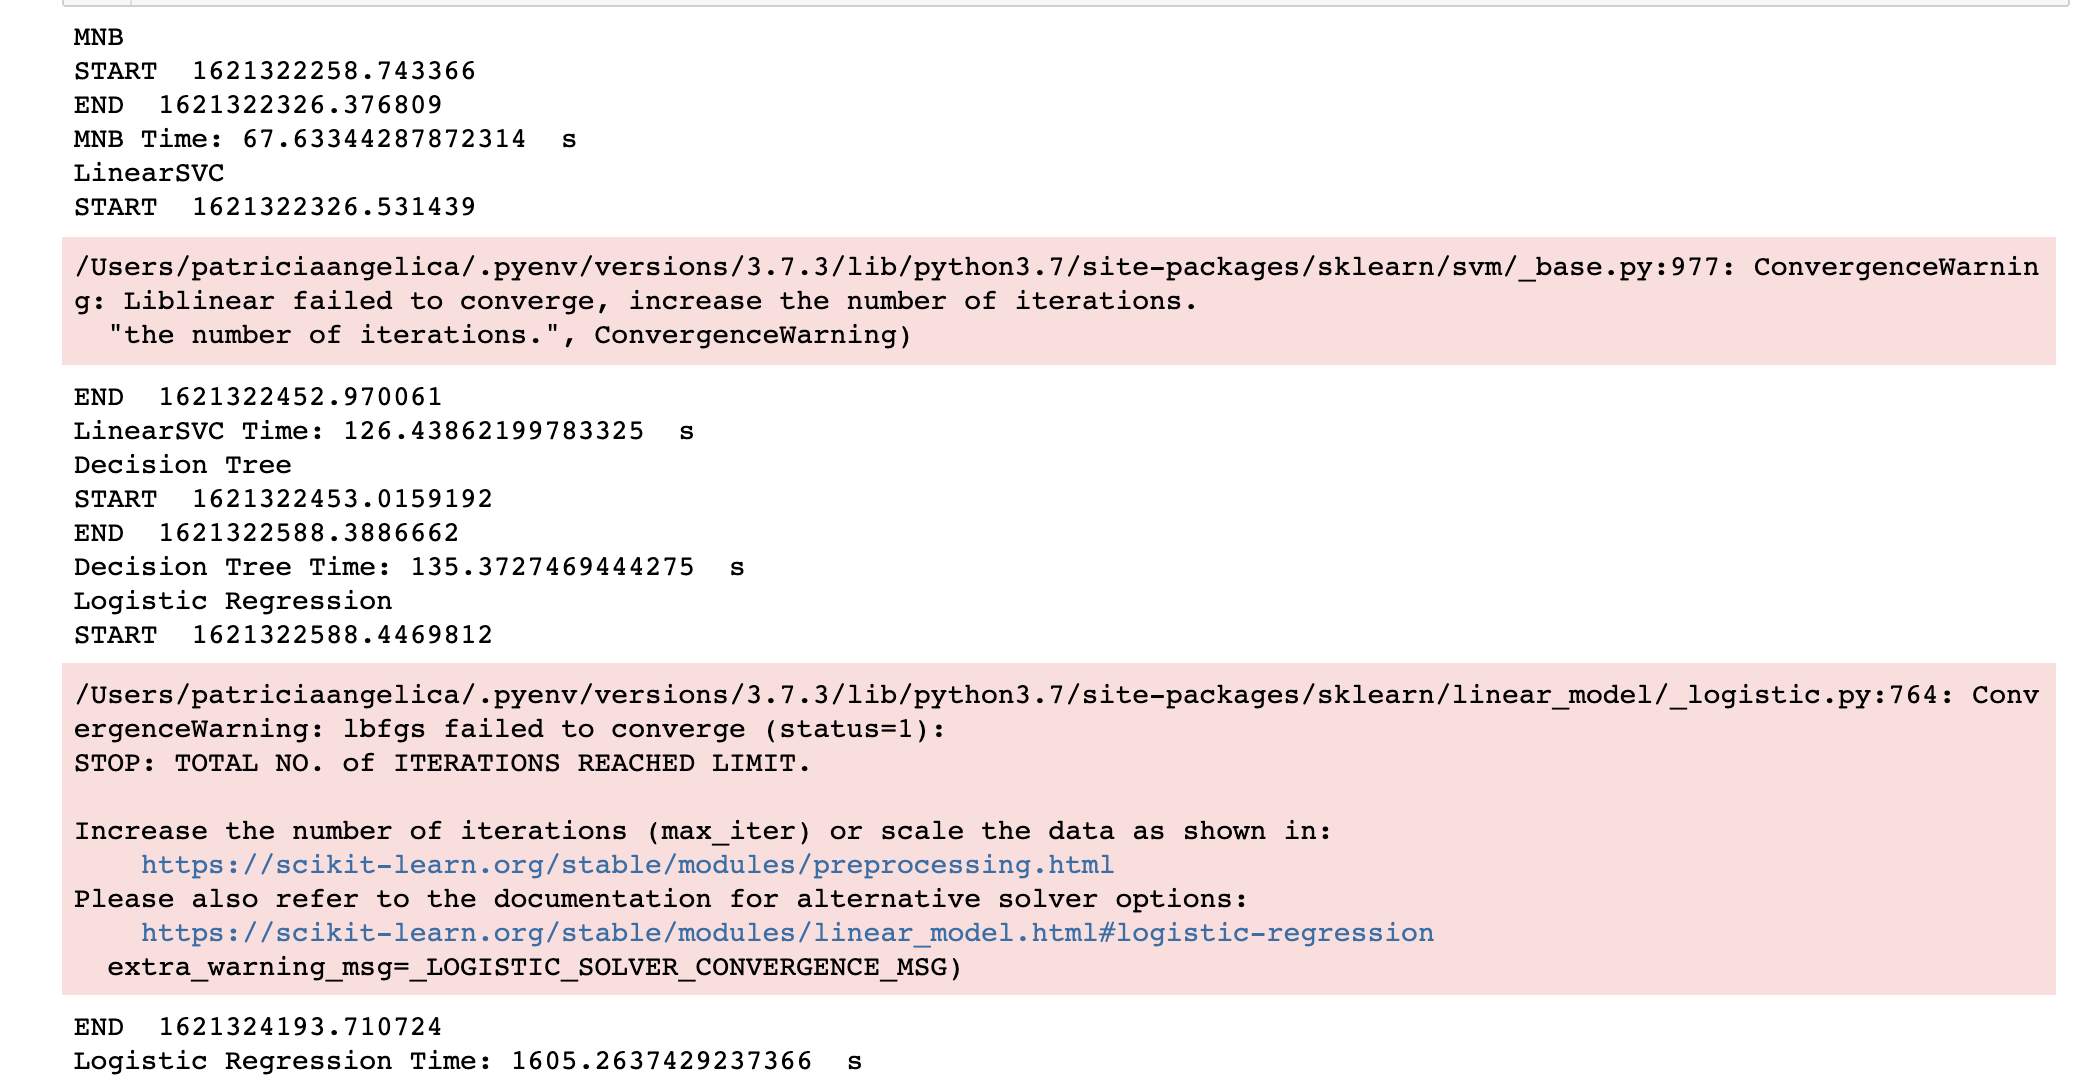 MNB
START  1621322258.743366
END  1621322326.376809
MNB Time: 67.63344287872314  s
LinearSVC
START  1621322326.531439
/Users/patriciaangelica/.pyenv/versions/3.7.3/lib/python3.7/site-packages/sklearn/svm/_base.py:977: ConvergenceWarnin
g: Liblinear failed to converge, increase the number of iterations.
  "the number of iterations.", ConvergenceWarning)
END  1621322452.970061
LinearSVC Time: 126.43862199783325  s
Decision Tree
START  1621322453.0159192
END  1621322588.3886662
Decision Tree Time: 135.3727469444275  s
Logistic Regression
START  1621322588.4469812
/Users/patriciaangelica/.pyenv/versions/3.7.3/lib/python3.7/site-packages/sklearn/linear_model/_logistic.py:764: Conv
ergenceWarning: lbfgs failed to converge (status=1):
STOP: TOTAL NO. of ITERATIONS REACHED LIMIT.

Increase the number of iterations (max_iter) or scale the data as shown in:
    https://scikit-learn.org/stable/modules/preprocessing.html
Please also refer to the documentation for alternative solver options:
    https://scikit-learn.org/stable/modules/linear_model.html#logistic-regression
  extra_warning_msg=_LOGISTIC_SOLVER_CONVERGENCE_MSG)
END  1621324193.710724
Logistic Regression Time: 1605.2637429237366  s